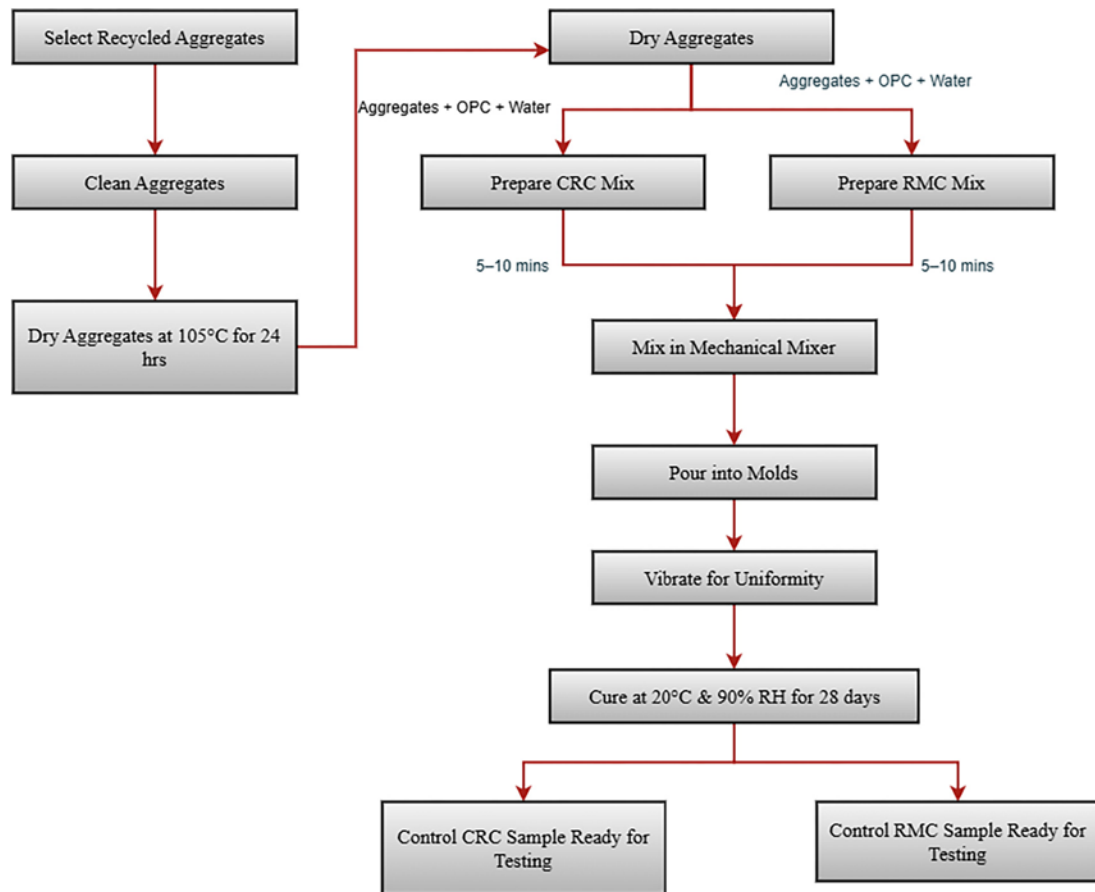 Select Recycled Aggregates
Clean Aggregates
Dry Aggregates at 105°C for 24
hrs
Dry Aggregates
Aggregates + OPC + Water
Aggregates + OPC + Water
Prepare CRC Mix
Prepare RMC Mix
5–10 mins
5–10 mins
Mix in Mechanical Mixer
Pour into Molds
Vibrate for Uniformity
Cure at 20°C & 90% RH for 28 days
Control CRC Sample Ready for
Testing
Control RMC Sample Ready for
Testing